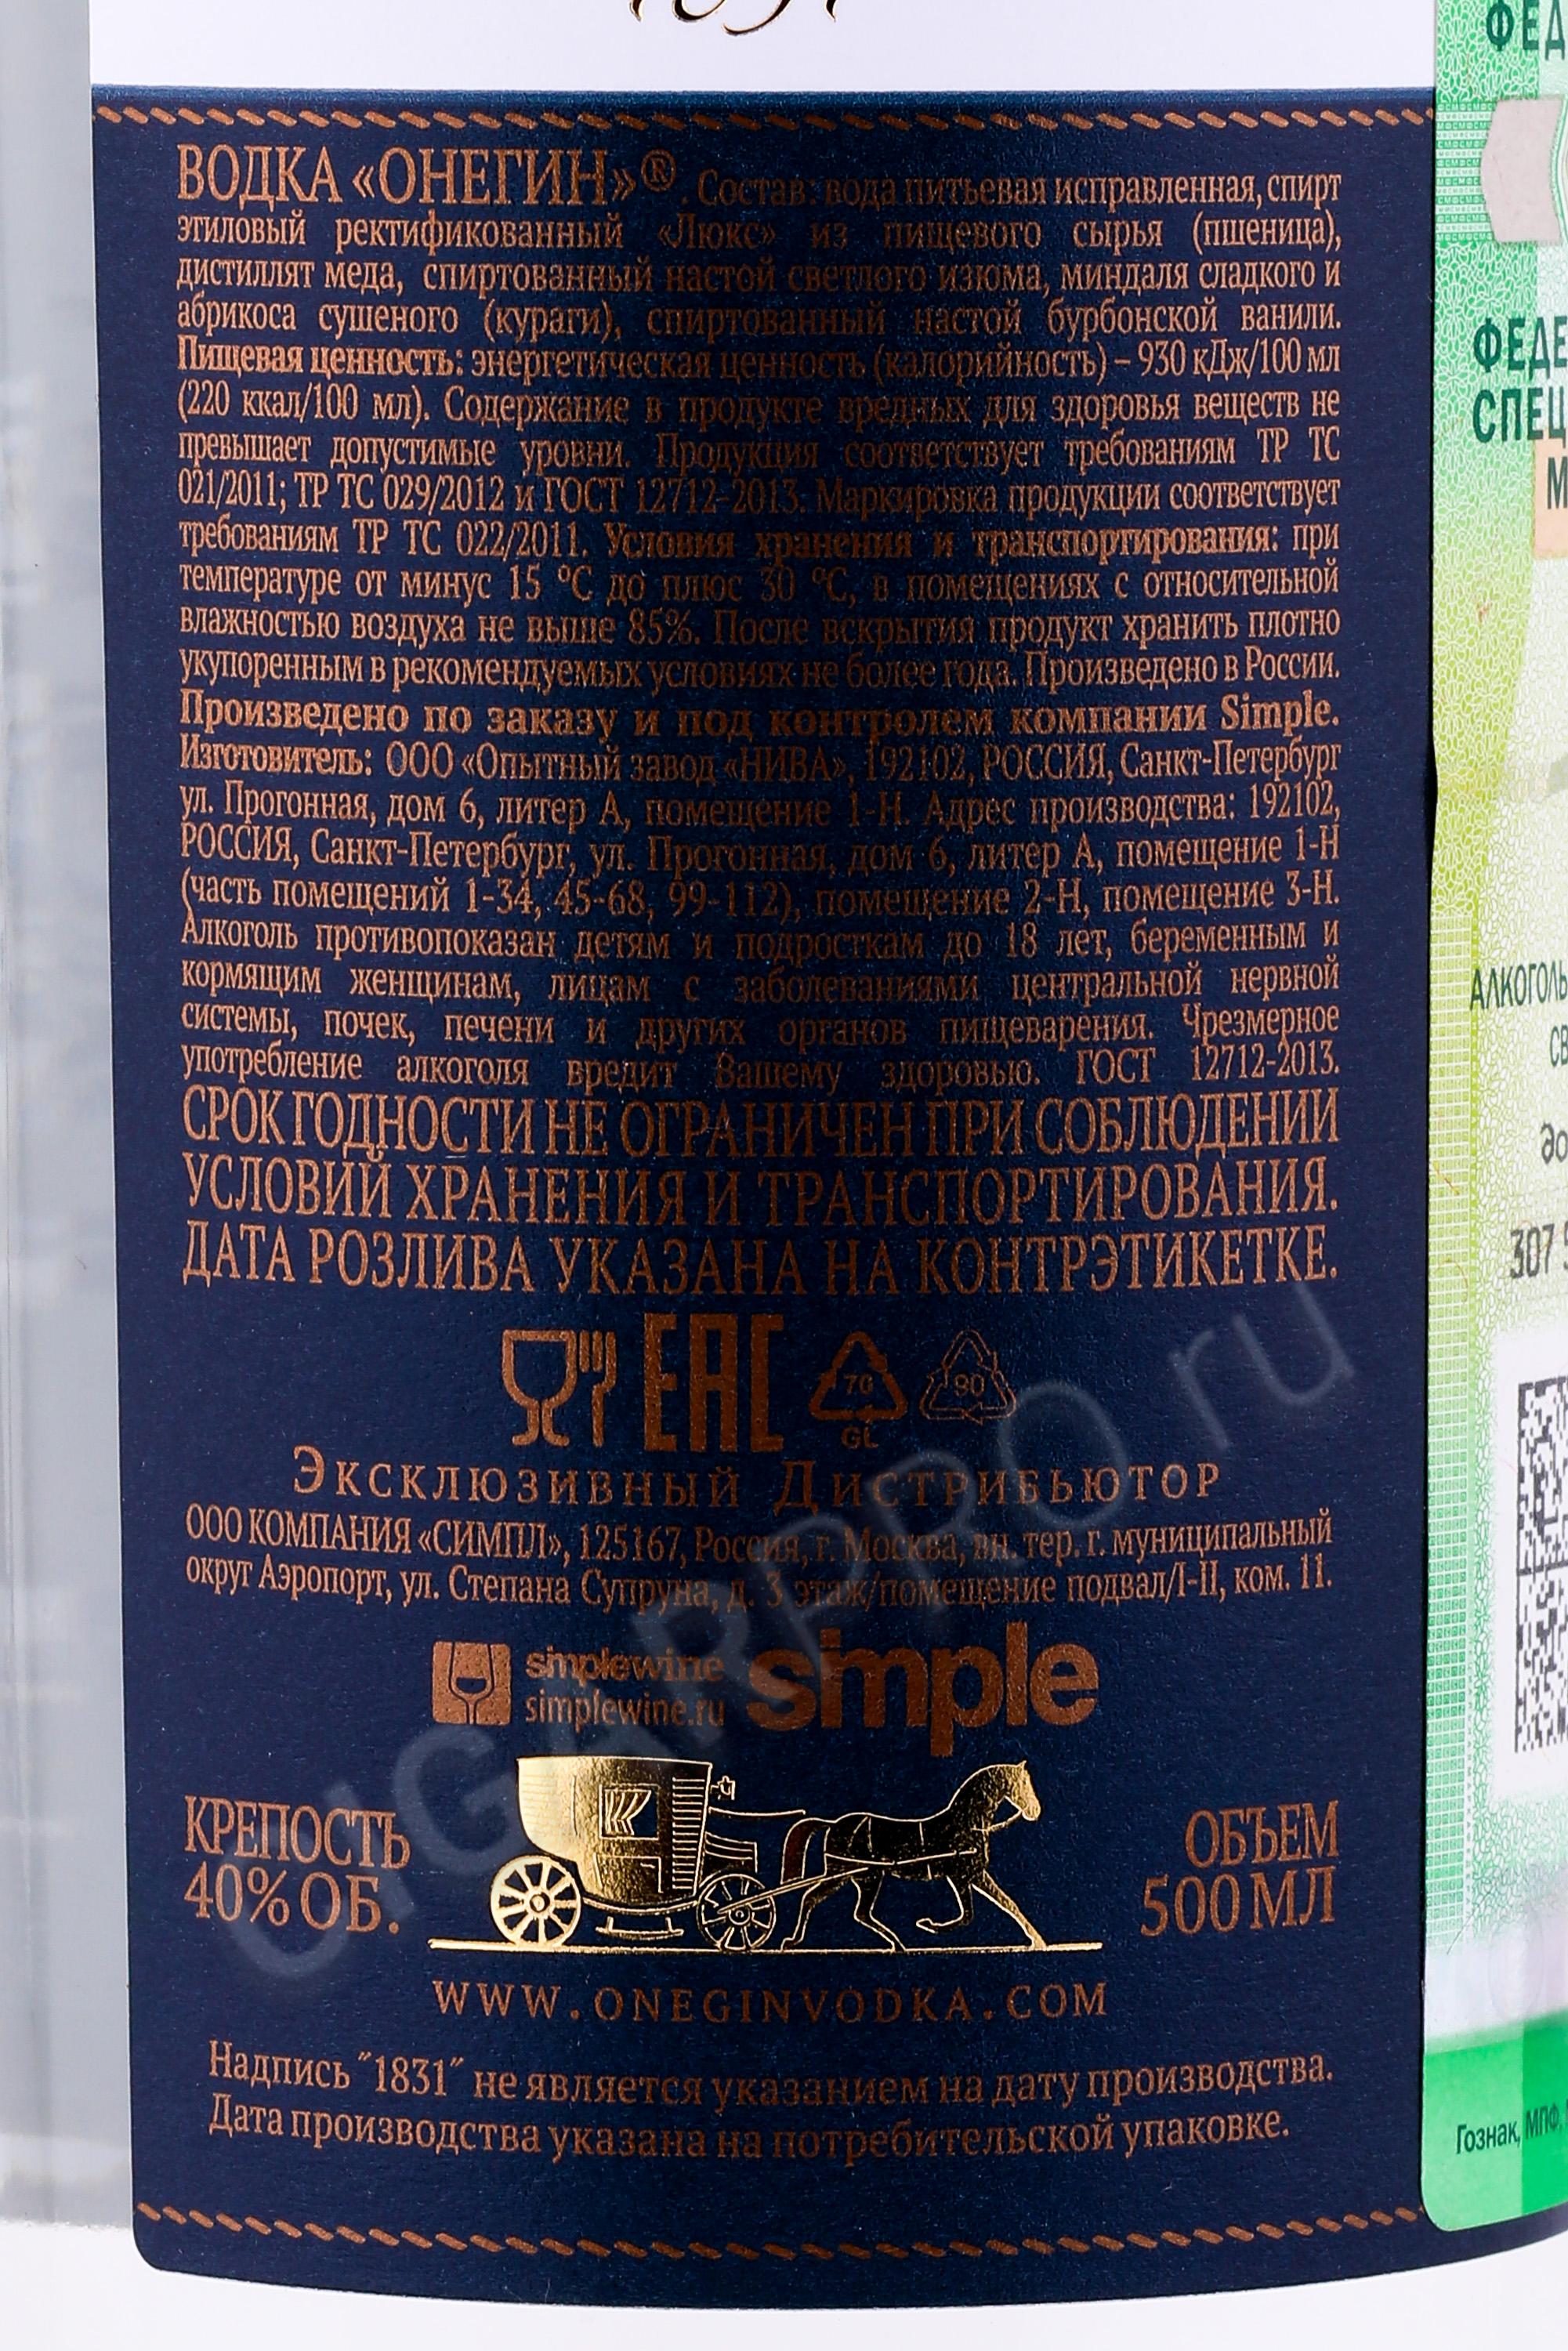 ВОДКА «ОНЕГИН»®. Состав: вода питьевая исправленная, спирт
этиловый ректификованный «Люкс» из пищевого сырья (пшеница),
дистиллят меда, спиртованный настой светлого изюма, миндаля сладкого и
абрикоса сушеного (кураги), спиртованный настой бурбонской ванили.
Пищевая ценность: энергетическая ценность (калорийность) – 930 кДж/100 мл
(220 ккал/100 мл). Содержание в продукте вредных для здоровья веществ не
превышает допустимые уровни. Продукция соответствует требованиям ТР ТС
021/2011; ТР ТС 029/2012 и ГОСТ 12712-2013. Маркировка продукции соответствует
требованиям ТР ТС 022/2011. Условия хранения и транспортирования: при
температуре от минус 15 °С до плюс 30 °С, в помещениях с относительной
влажностью воздуха не выше 85%. После вскрытия продукт хранить плотно
укупоренным в рекомендуемых условиях не более года. Произведено в России.
Произведено по заказу и под контролем компании Simple.
Изготовитель: ООО «Опытный завод «НИВА», 192102, РОССИЯ, Санкт-Петербург
ул. Прогонная, дом 6, литер А, помещение 1-Н. Адрес производства: 192102,
РОССИЯ, Санкт-Петербург, ул. Прогонная, дом 6, литер А, помещение 1-Н
(часть помещений 1-34, 45-68, 99-112), помещение 2-Н, помещение 3-Н.
Алкоголь противопоказан детям и подросткам до 18 лет, беременным и
кормящим женщинам, лицам с заболеваниями центральной нервной
системы, почек, печени и других органов пищеварения. Чрезмерное
употребление алкоголя вредит Вашему здоровью. ГОСТ 12712-2013.
СРОК ГОДНОСТИ НЕ ОГРАНИЧЕН ПРИ СОБЛЮДЕНИИ
УСЛОВИЙ ХРАНЕНИЯ И ТРАНСПОРТИРОВАНИЯ.
ДАТА РОЗЛИВА УКАЗАНА НА КОНТРЭТИКЕТКЕ.
EAC 70 90
GL
Эксклюзивный Дистрибьютор
ООО КОМПАНИЯ «СИМПЛ», 125167, Россия, г. Москва, вн. тер. г. муниципальный
округ Аэропорт, ул. Степана Супруна, д. 3 этаж/помещение подвал/I-II, ком. 11.
simplewine simple
simplewine.ru
КРЕПОСТЬ
40% ОБ.
ОБЪЕМ
500 МЛ
WWW.ONEGINVODKA.COM
Надпись "1831" не является указанием на дату производства.
Дата производства указана на потребительской упаковке.
ФЕД
ФЕДЕ
СПЕЦ
М
АЛКОГОЛЬ
СВ
до
307
Гознак, МПФ,
CIGARPRO.ru